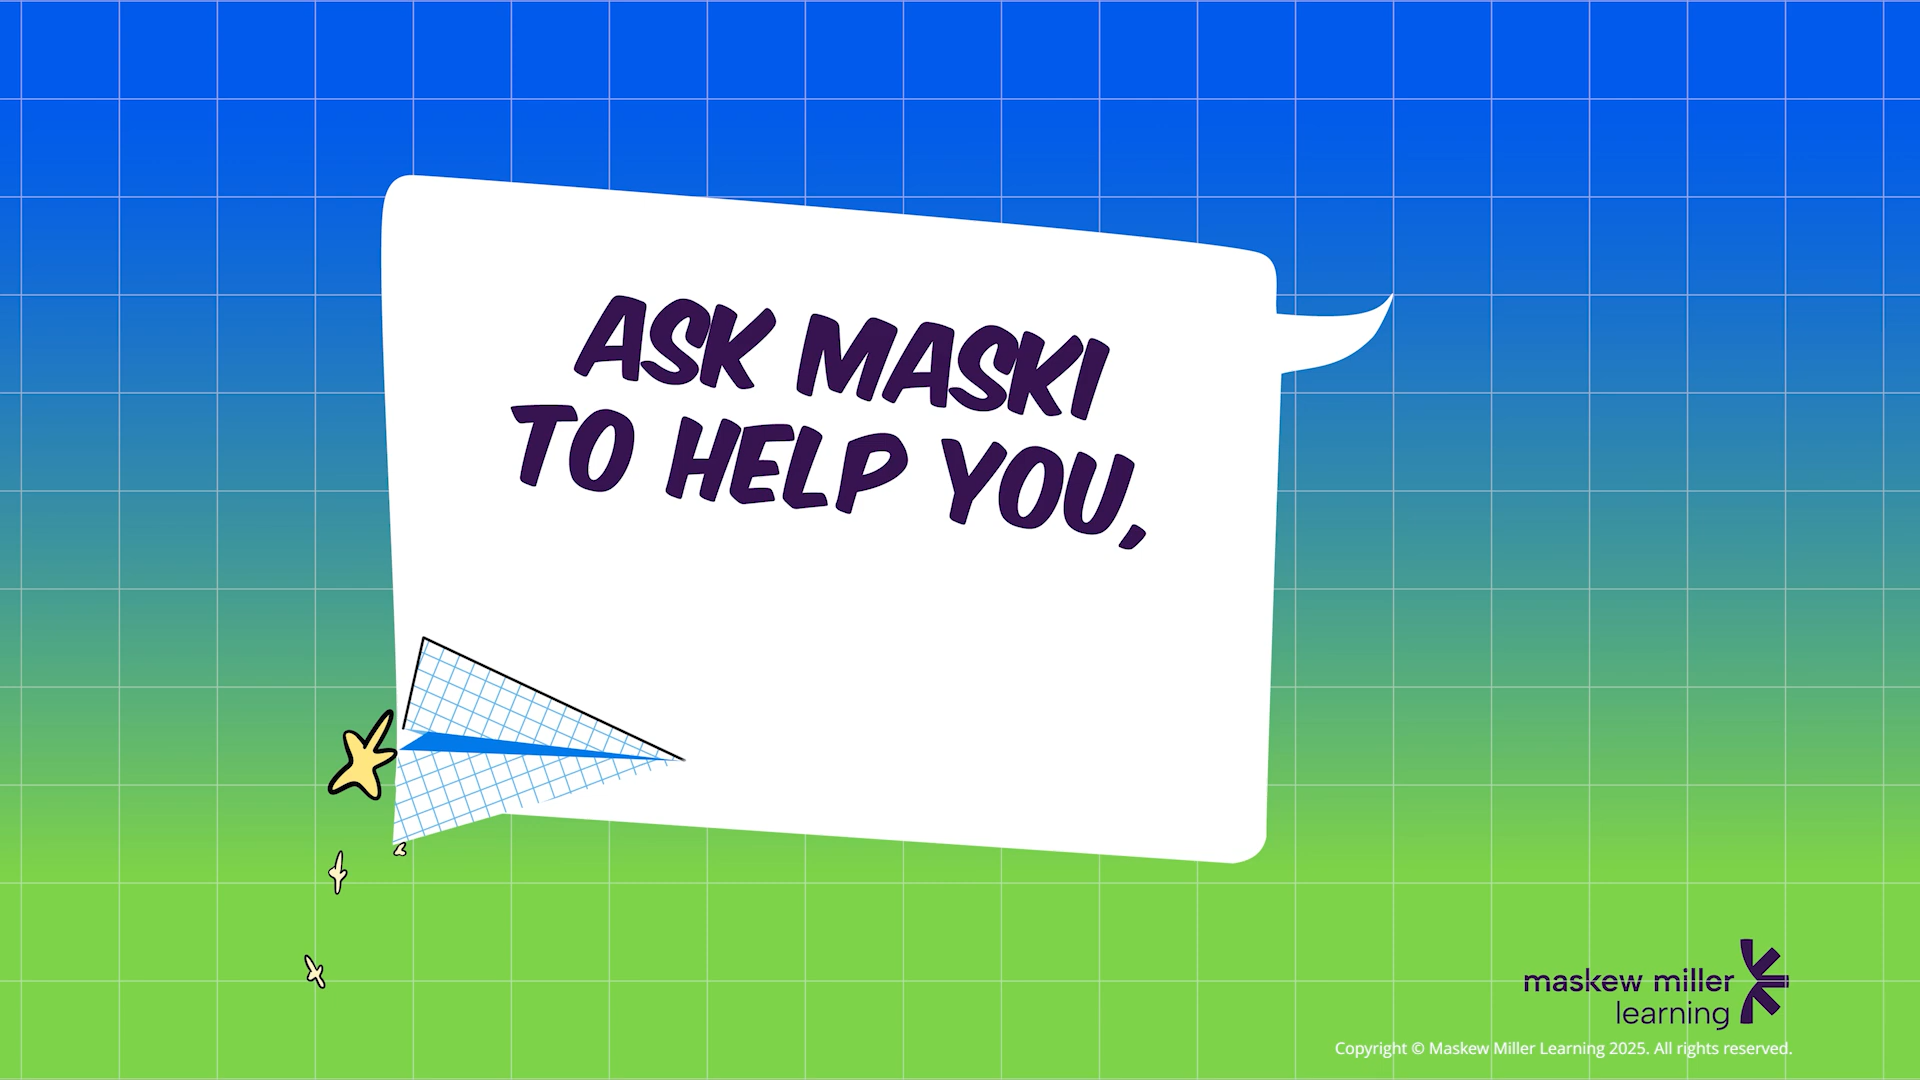 ASK MASKI
TO HELP YOU,
maskew miller
learning
Copyright © Maskew Miller Learning 2025. All rights reserved.